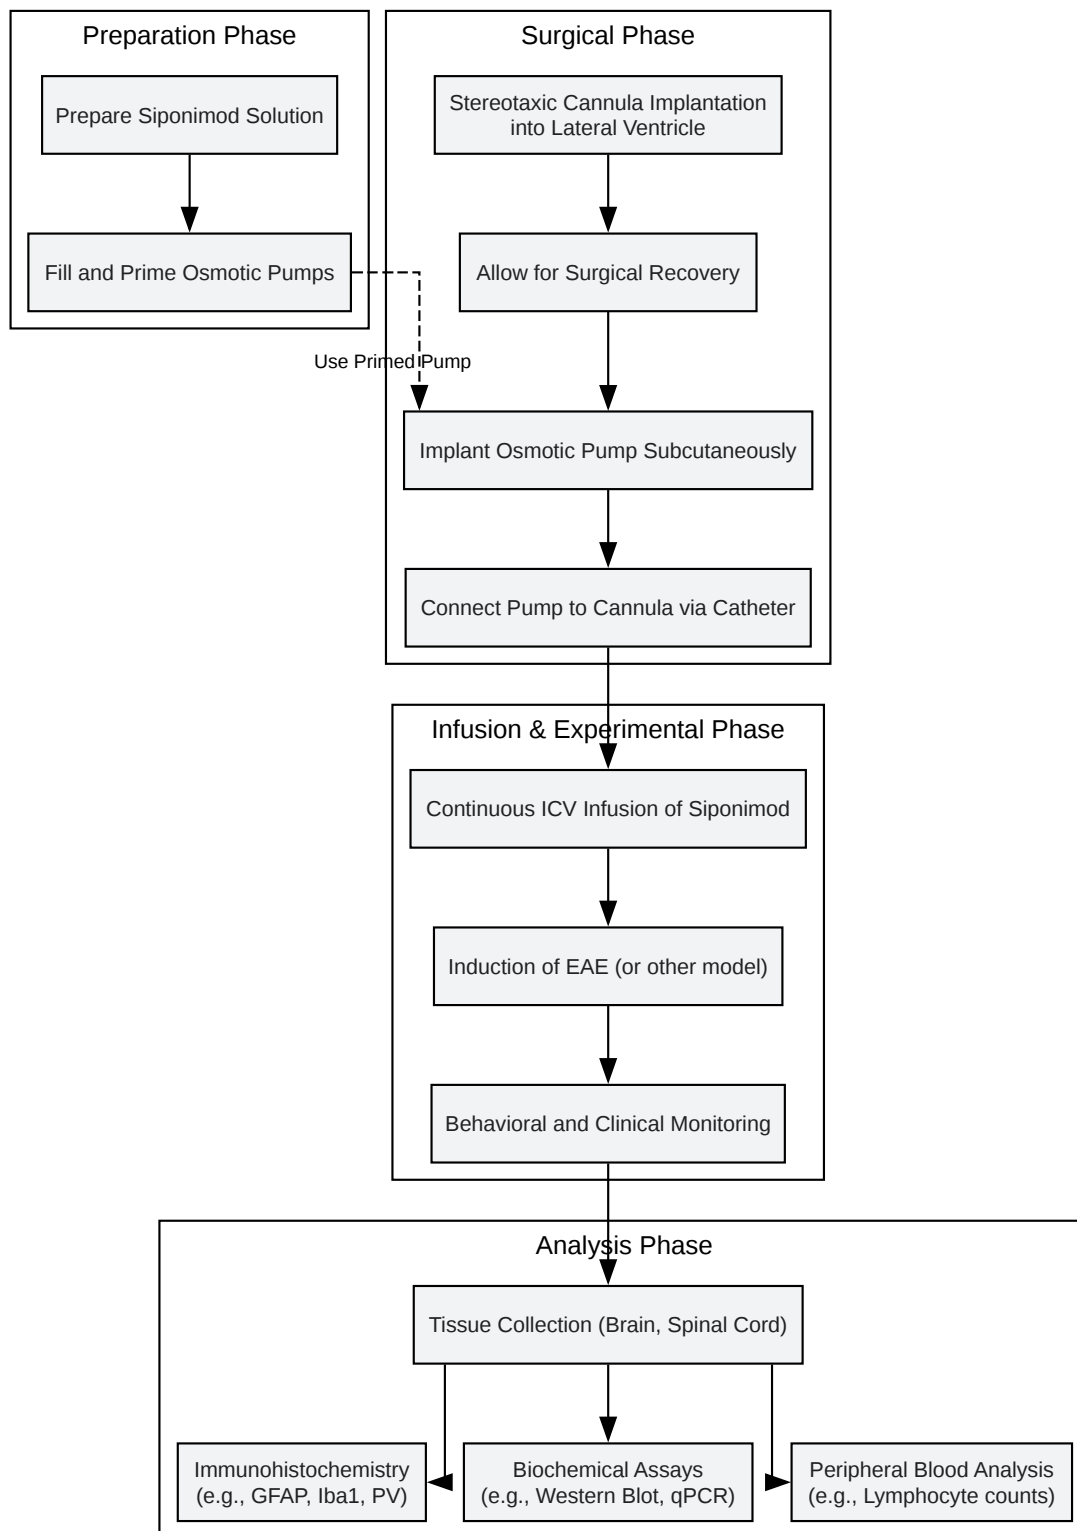 Preparation Phase
Prepare Siponimod Solution
Fill and Prime Osmotic Pumps
Use Primed Pump
Surgical Phase
Stereotaxic Cannula Implantation
into Lateral Ventricle
Allow for Surgical Recovery
Implant Osmotic Pump Subcutaneously
Connect Pump to Cannula via Catheter
Infusion & Experimental Phase
Continuous ICV Infusion of Siponimod
Induction of EAE (or other model)
Behavioral and Clinical Monitoring
Analysis Phase
Tissue Collection (Brain, Spinal Cord)
Immunohistochemistry
(e.g., GFAP, Iba1, PV)
Biochemical Assays
(e.g., Western Blot, qPCR)
Peripheral Blood Analysis
(e.g., Lymphocyte counts)